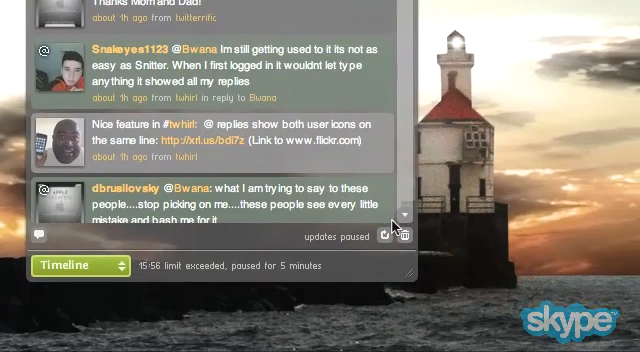 Thanks Mom and Dad!
about 1h ago from twitterrific
Snakeyes1123 @Bwana Im still getting used to it its not as
easy as Snitter. When I first logged in it wouldnt let type
anything it showed all my replies
about 1h ago from twhirl in reply to Bwana
Nice feature in #twhirl: @ replies show both user icons on
the same line: http://xrl.us/bdi7z (Link to www.flickr.com)
about 1h ago from twhirl
dbrusilovsky @Bwana: what I am trying to say to these
people....stop picking on me....these people see every little
mistake and bash me for it
updates paused
Timeline
15:56 limit exceeded, paused for 5 minutes
skype™